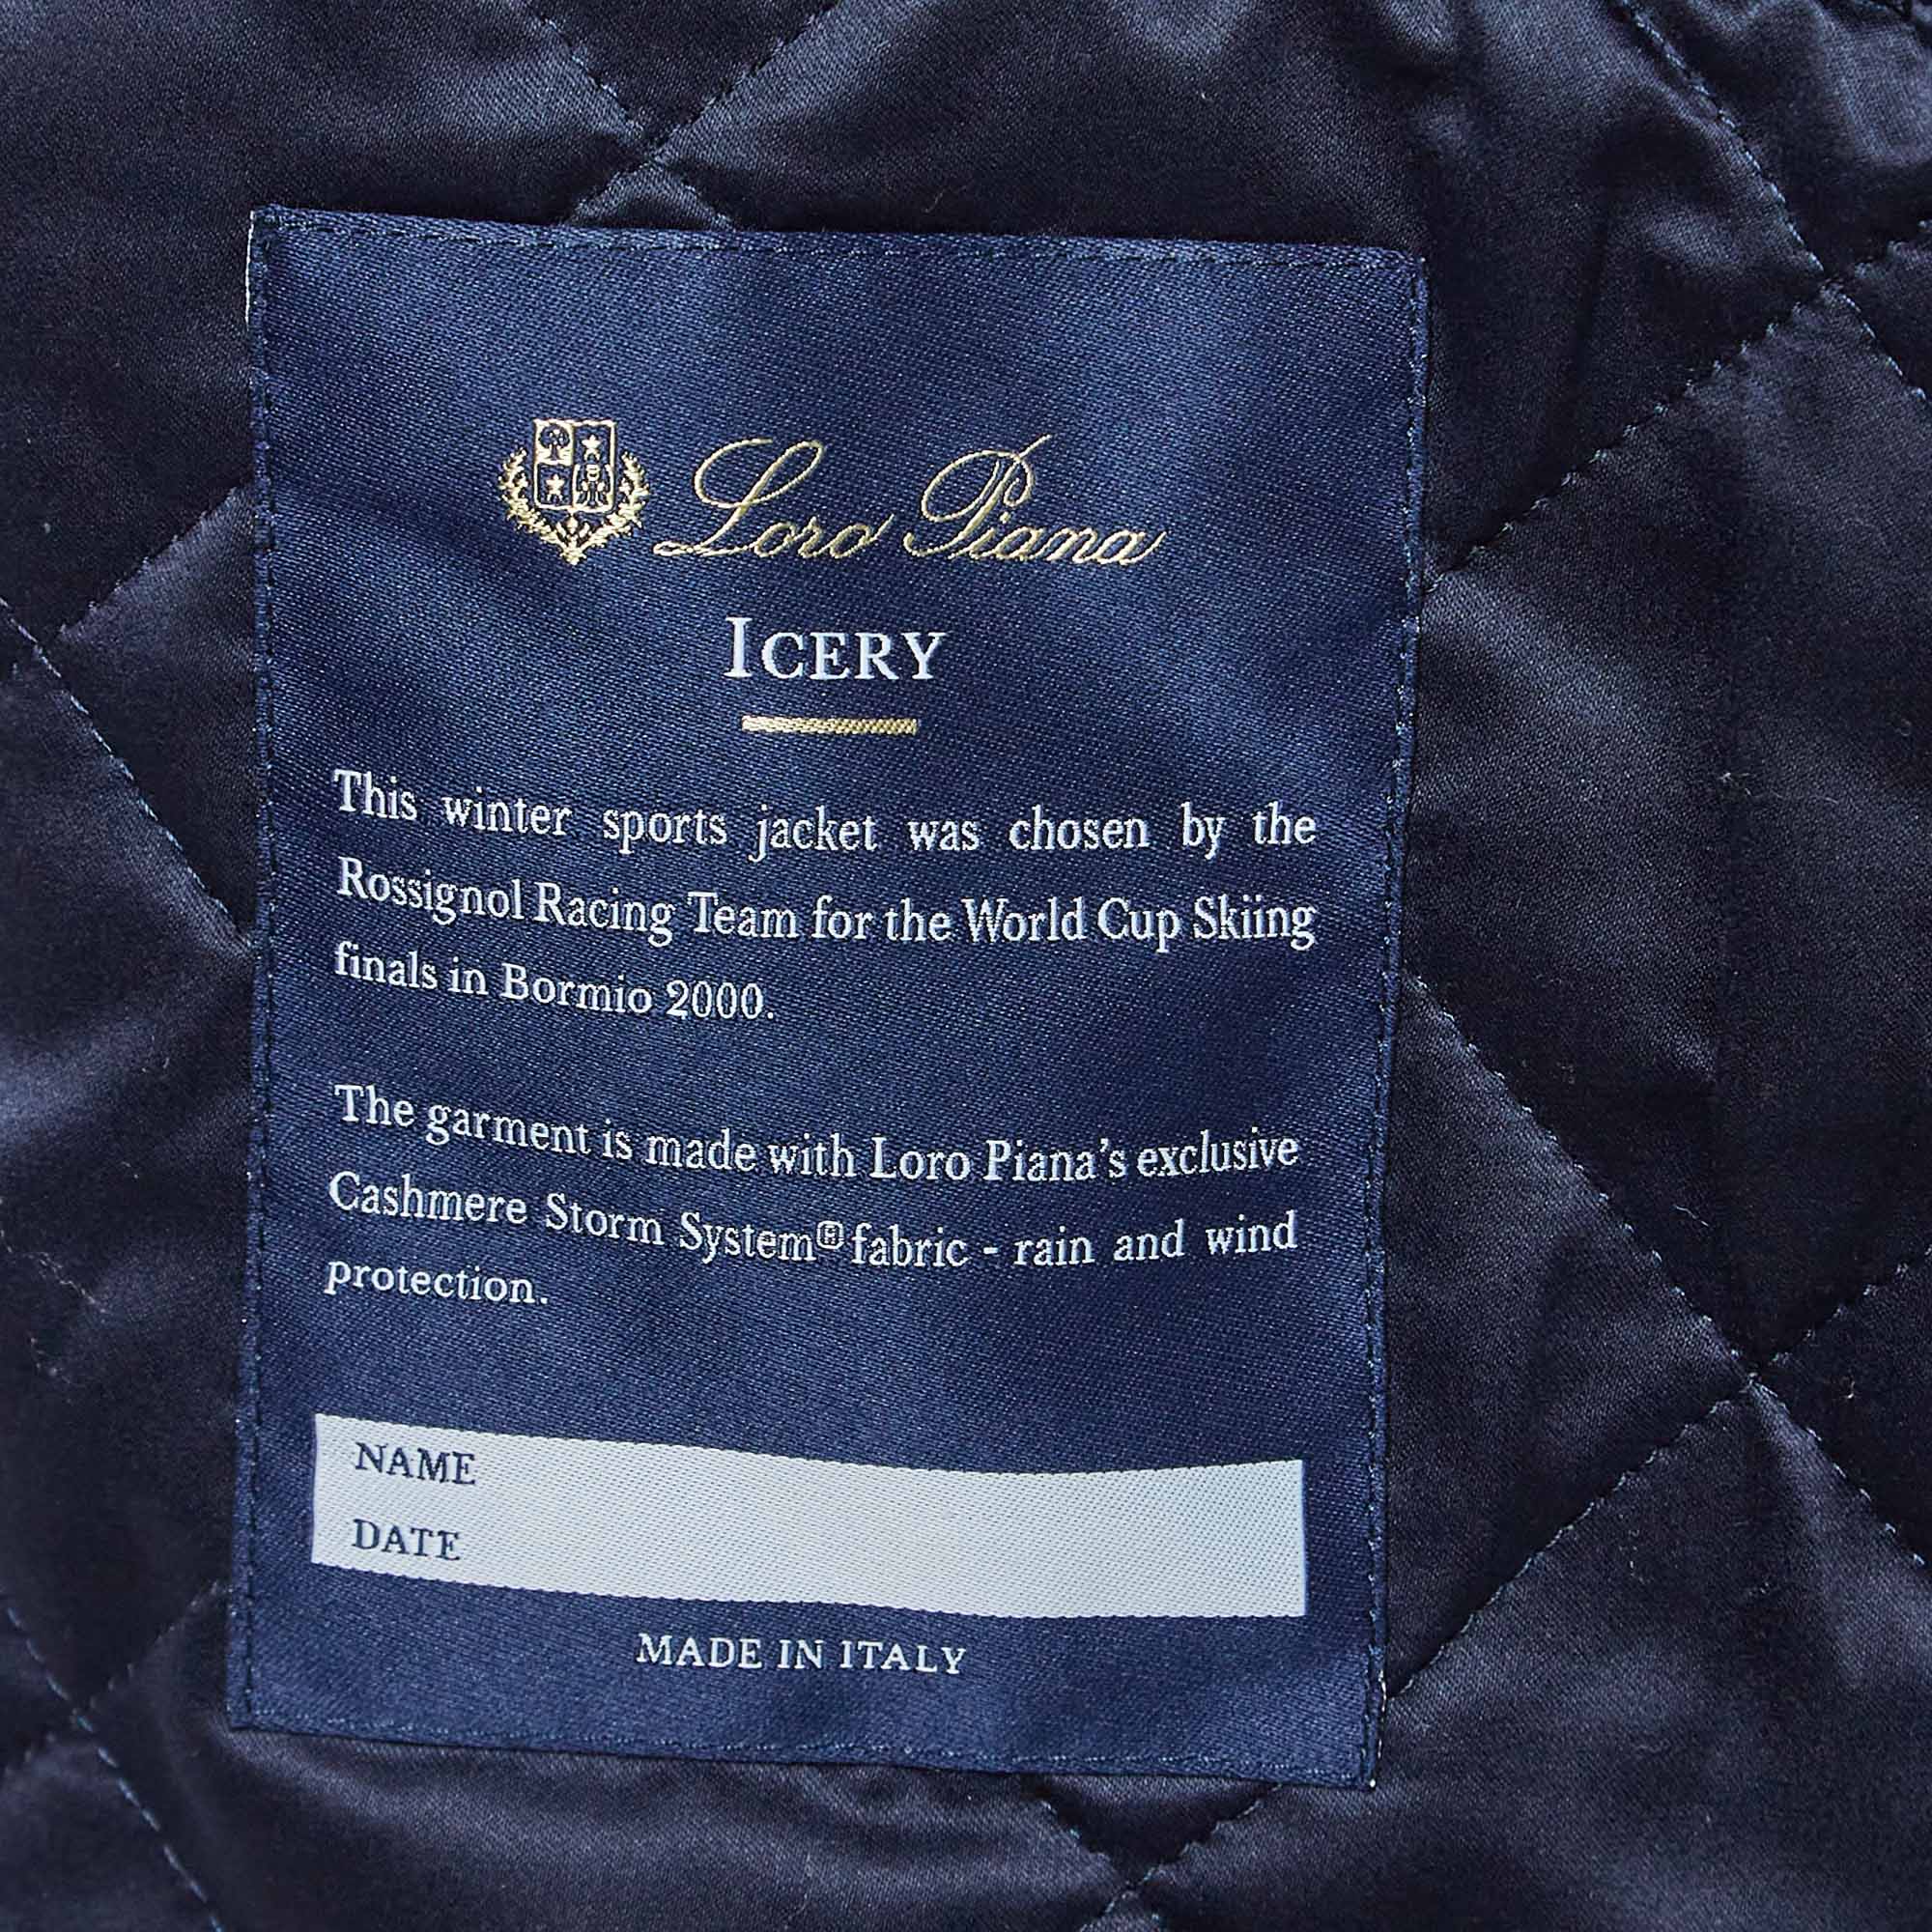 Loro Piana
ICERY
This winter sports jacket was chosen by the
Rossignol Racing Team for the World Cup Skiing
finals in Bormio 2000.
The garment is made with Loro Piana's exclusive
Cashmere Storm System® fabric - rain and wind
protection.
NAME
DATE
MADE IN ITALY